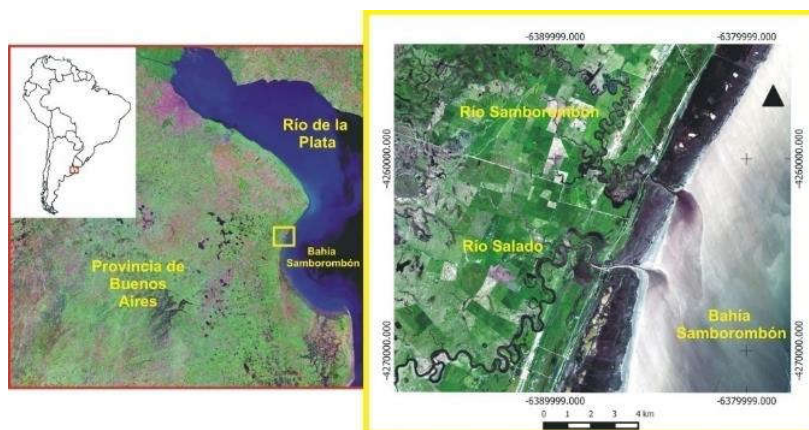 Río de la
Plata
Bahía
Samborombón
Provincia de
Buenos
Aires
-6389999.000
-6379999.000
Río Samborombón
-4260000.000
-4260000.000
Río Salado
Bahía
Samborombón
-4270000.000
-4270000.000
-6389999.000
-6379999.000
0 1 2 3 4 km